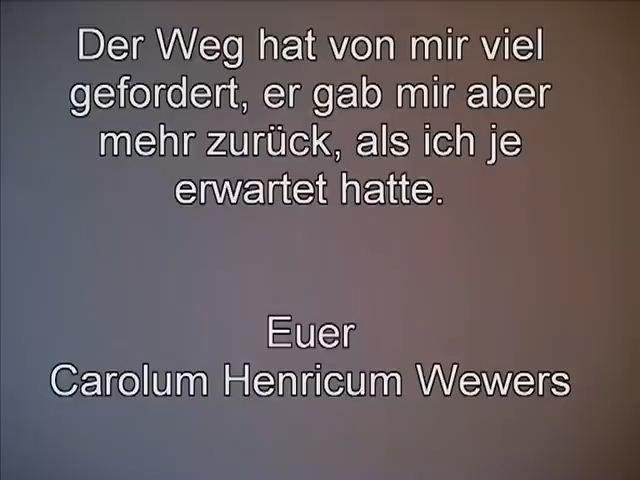 Der Weg hat von mir viel
gefordert, er gab mir aber
mehr zurück, als ich je
erwartet hatte.
Euer
Carolum Henricum Wewers